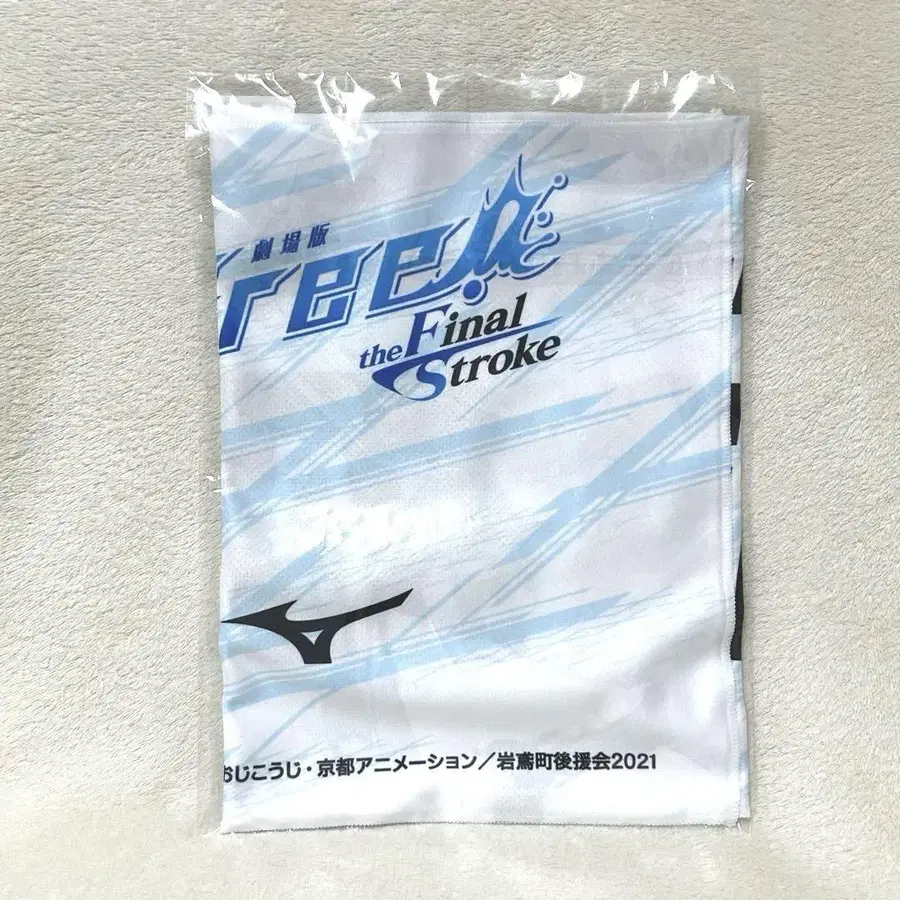 劇場版
ree!
the Final
Stroke
おじこうじ・京都アニメーション／岩鳶町後援会2021